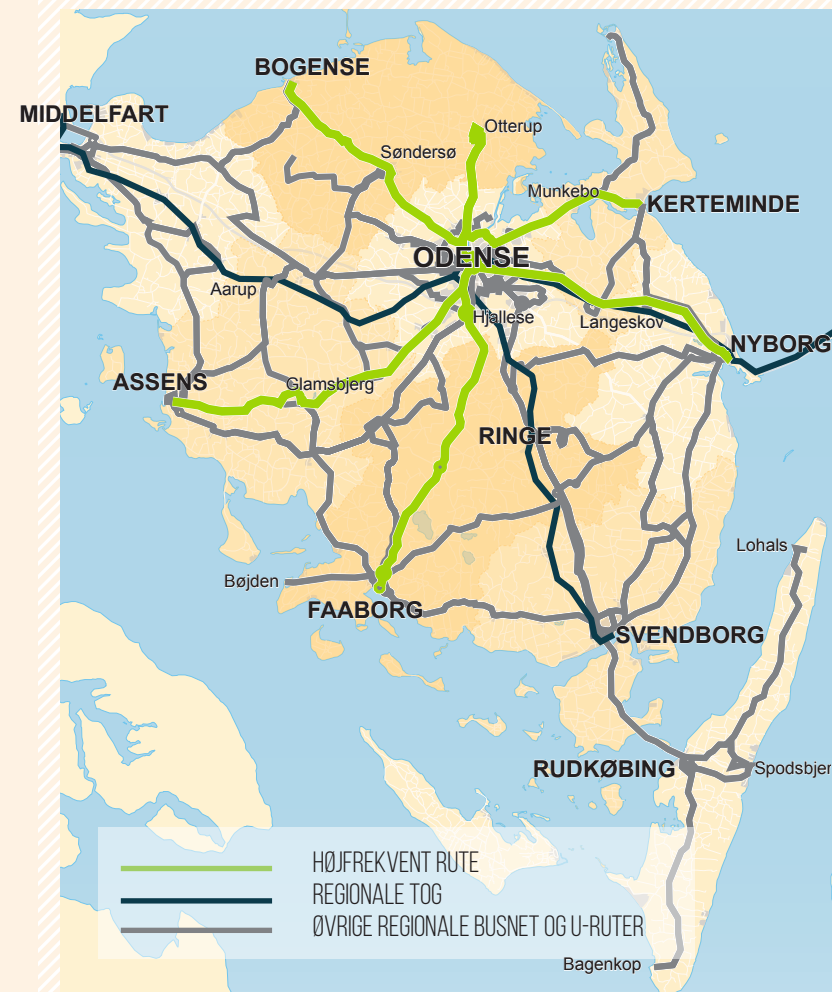 BOGENSE
MIDDELFART
Otterup
Søndersø
Munkebo
KERTEMINDE
ODENSE
Aarup
Hjallese
Langeskov
NYBORG
ASSENS
Glamsbjerg
RINGE
Lohals
Bøjden
FAABORG
SVENDBORG
RUDKØBING
Spodsbjer
HØJFREKVENT RUTE
REGIONALE TOG
ØVRIGE REGIONALE BUSNET OG U-RUTER
Bagenkop